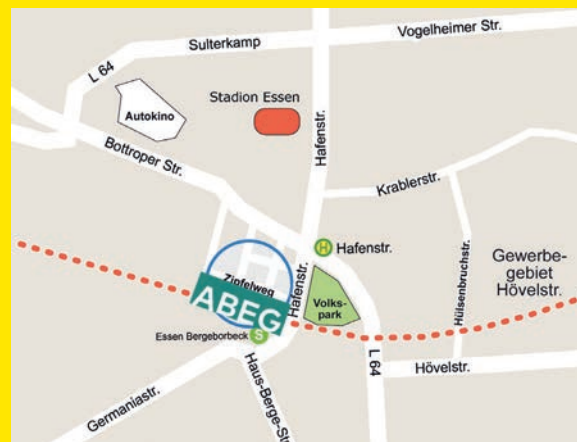 Vogelheimer Str.
Sulterkamp
L 64
Stadion Essen
Autokino
Hafenstr.
Bottroper Str.
Krablerstr.
H
Hafenstr.
Gewerbe-
gebiet
Hövelstr.
Hülsenbruchstr.
Zipfelweg
Hafenstr.
ABEG
Volks-
park
Essen Bergeborbeck
S
L 64
Hövelstr.
Haus-Berge-Str
Germaniastr.